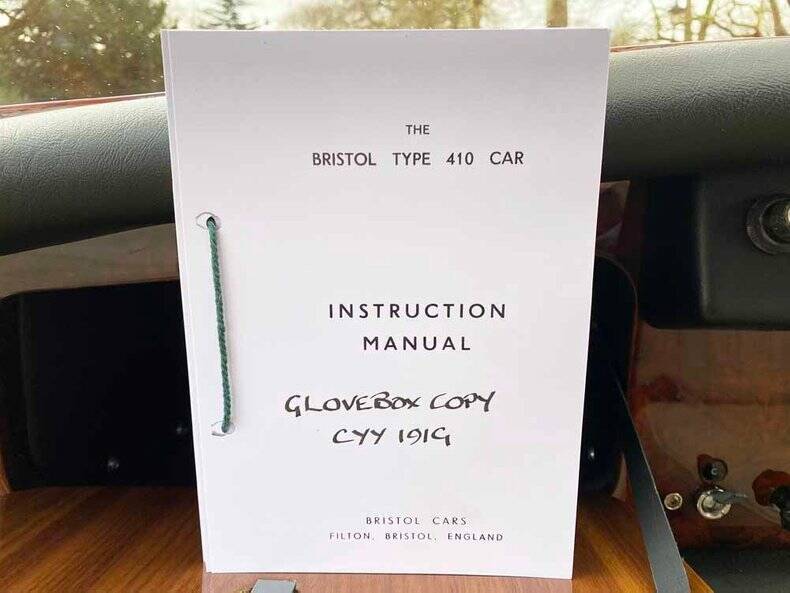 THE
BRISTOL TYPE 410 CAR
INSTRUCTION
MANUAL
GLOVEBOX COPY
CYY 191G
BRISTOL CARS
FILTON, BRISTOL, ENGLAND